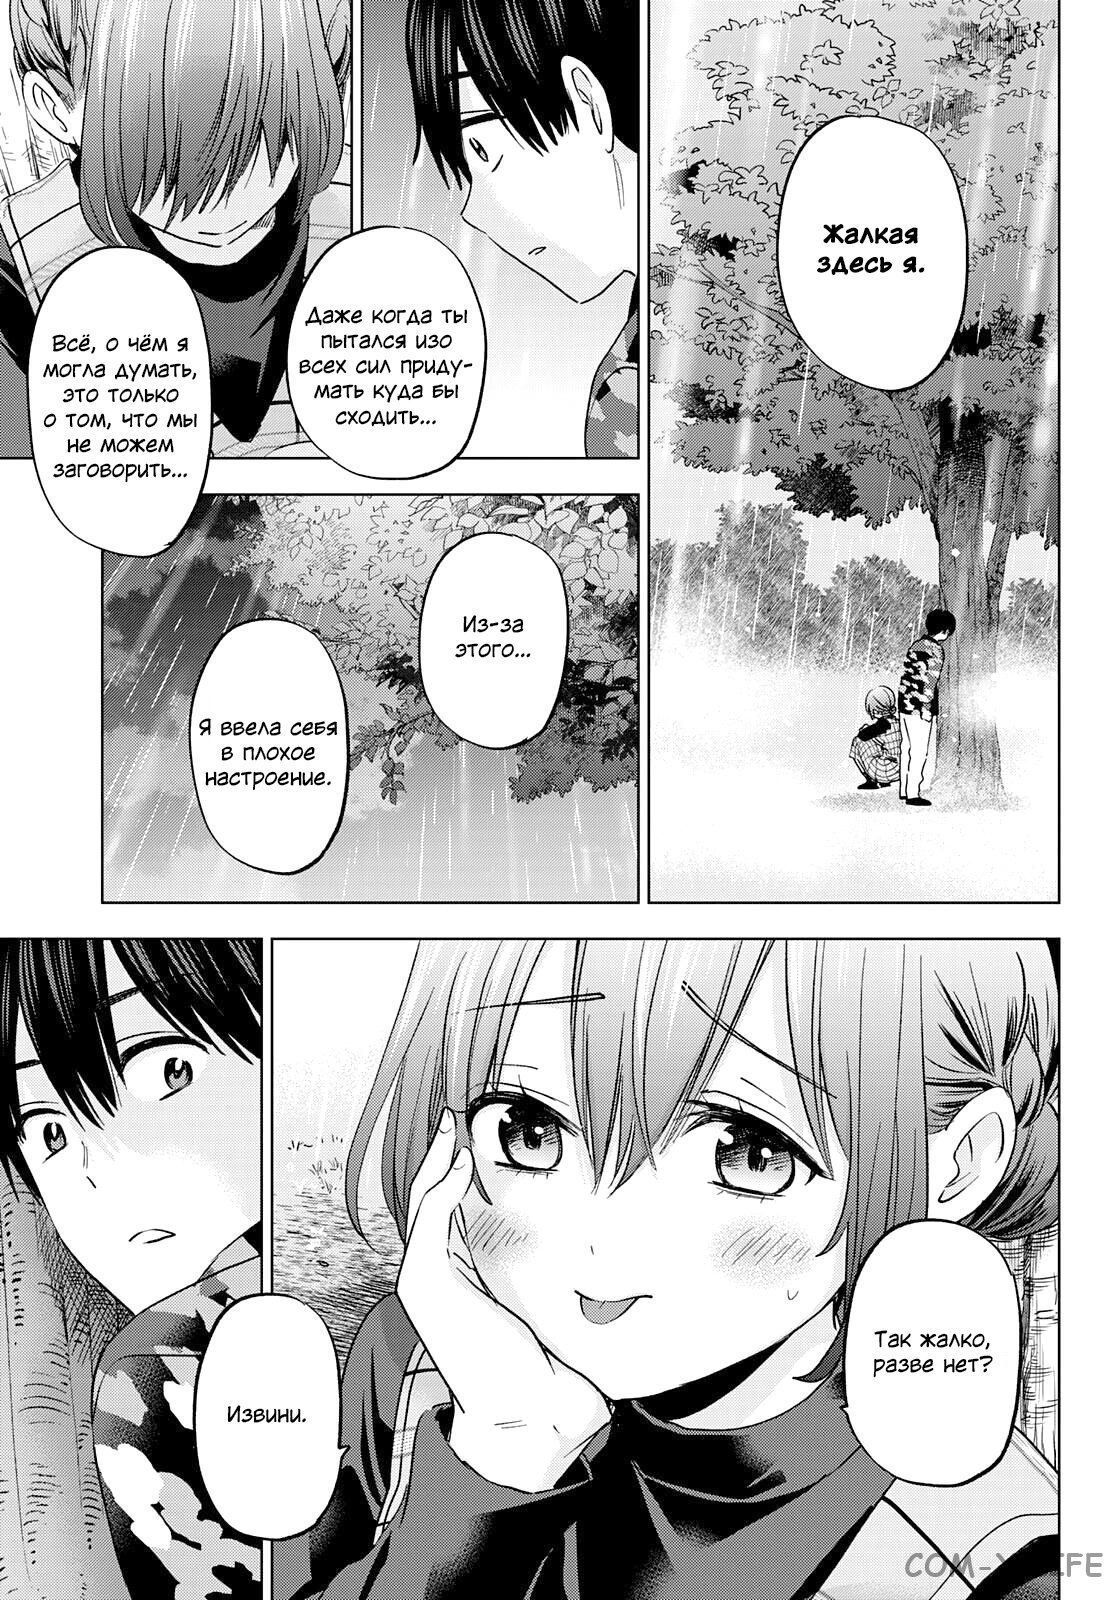 Жалкая
здесь я.
Даже когда ты
пытался изо
всех сил приду-
мать куда бы
сходить...
Всё, о чём я
могла думать,
это только
о том, что мы
не можем
заговорить...
Из-за
этого...
Я ввела себя
в плохое
настроение.
Так жалко,
разве нет?
Извини.